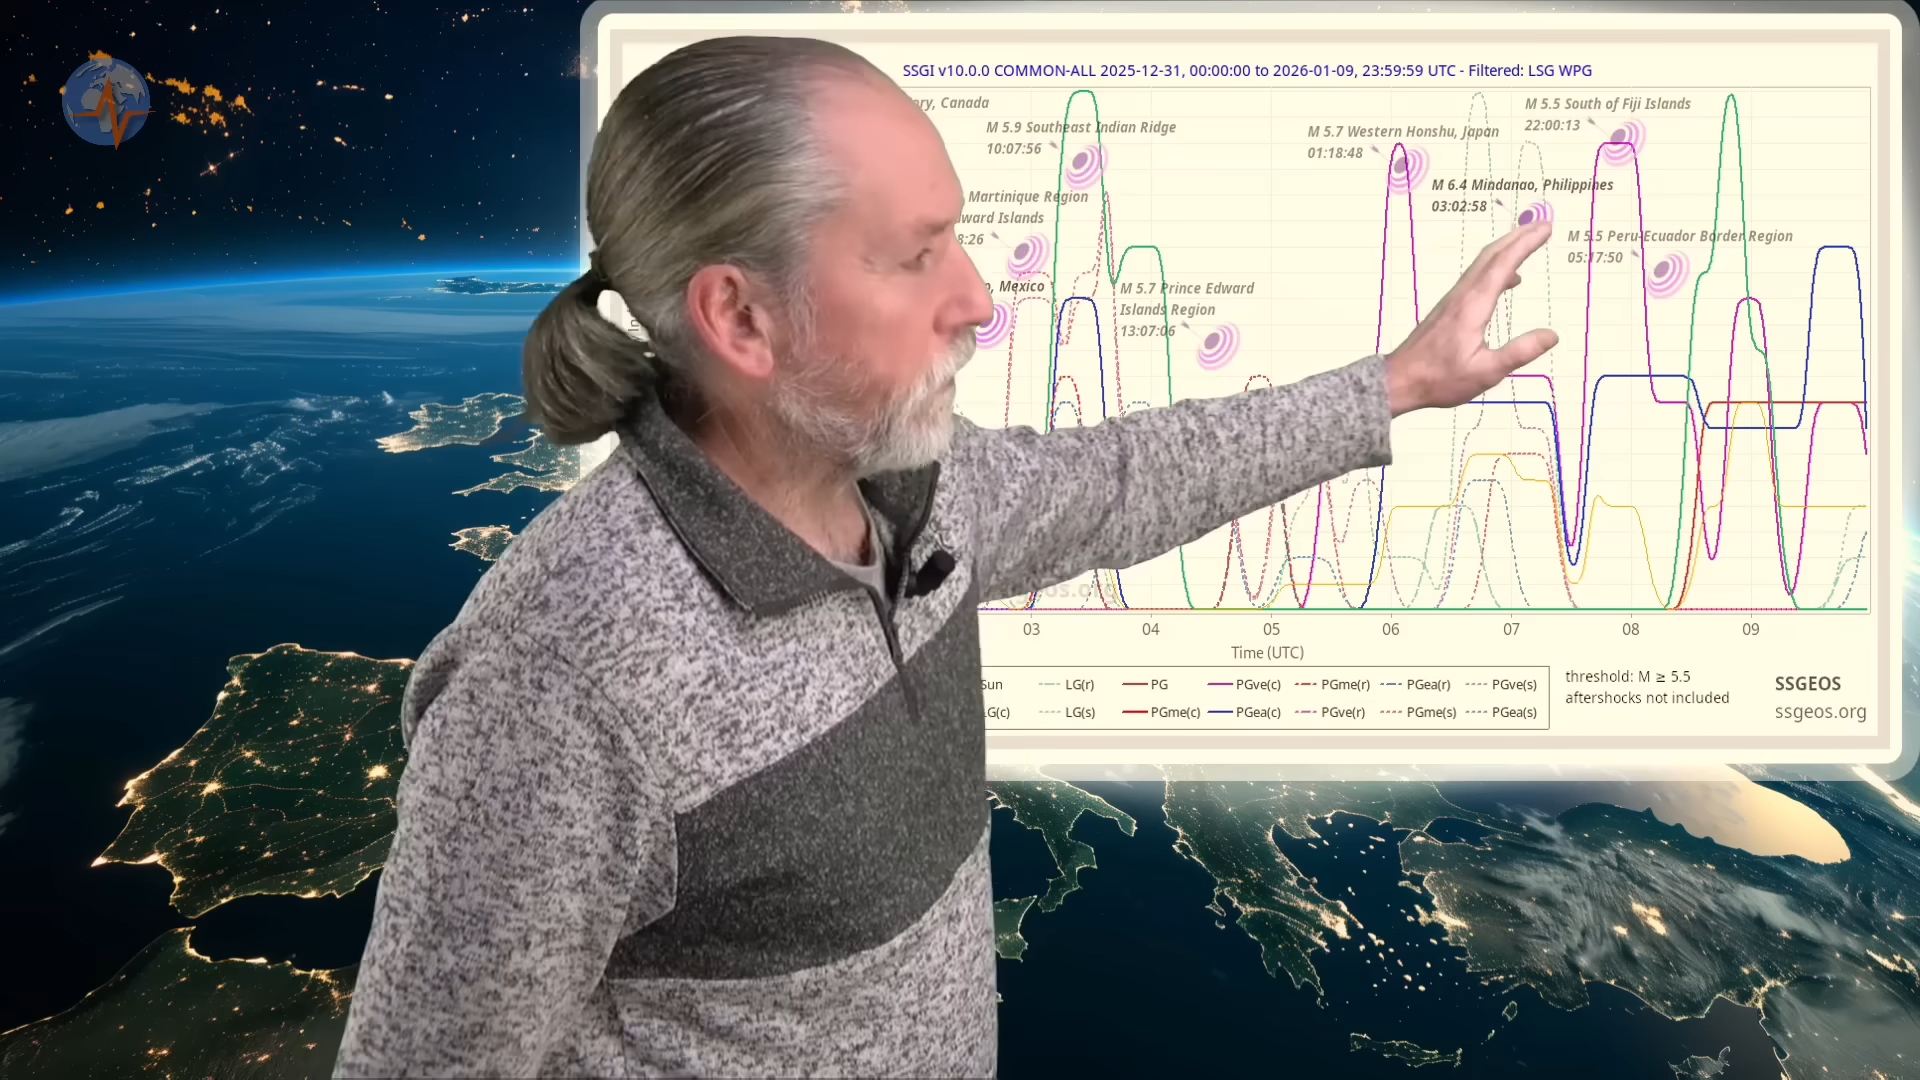 SSGI v10.0.0 COMMON-ALL 2025-12-31, 00:00:00 to 2026-01-09, 23:59:59 UTC - Filtered: LSG WPG
Canada
M 5.9 Southeast Indian Ridge
10:07:56
Martinique Region
Islands
8:26
Mexico
M 5.7 Prince Edward
Islands Region
13:07:06
M 5.7 Western Honshu, Japan
01:18:48
M 5.5 South of Fiji Islands
22:00:13
M 6.4 Mindanao, Philippines
03:02:58
M 5.5 Peru-Ecuador Border Region
05:17:50
03 04 05 06 07 08 09
Time (UTC)
Sun LG(r) PG PGve(c) PGme(r) PGea(r) PGve(s)
LG(c) LG(s) PGme(c) PGea(c) PGve(r) PGme(s) PGea(s)
threshold: M ≥ 5.5
aftershocks not included
SSGEOS
ssgeos.org